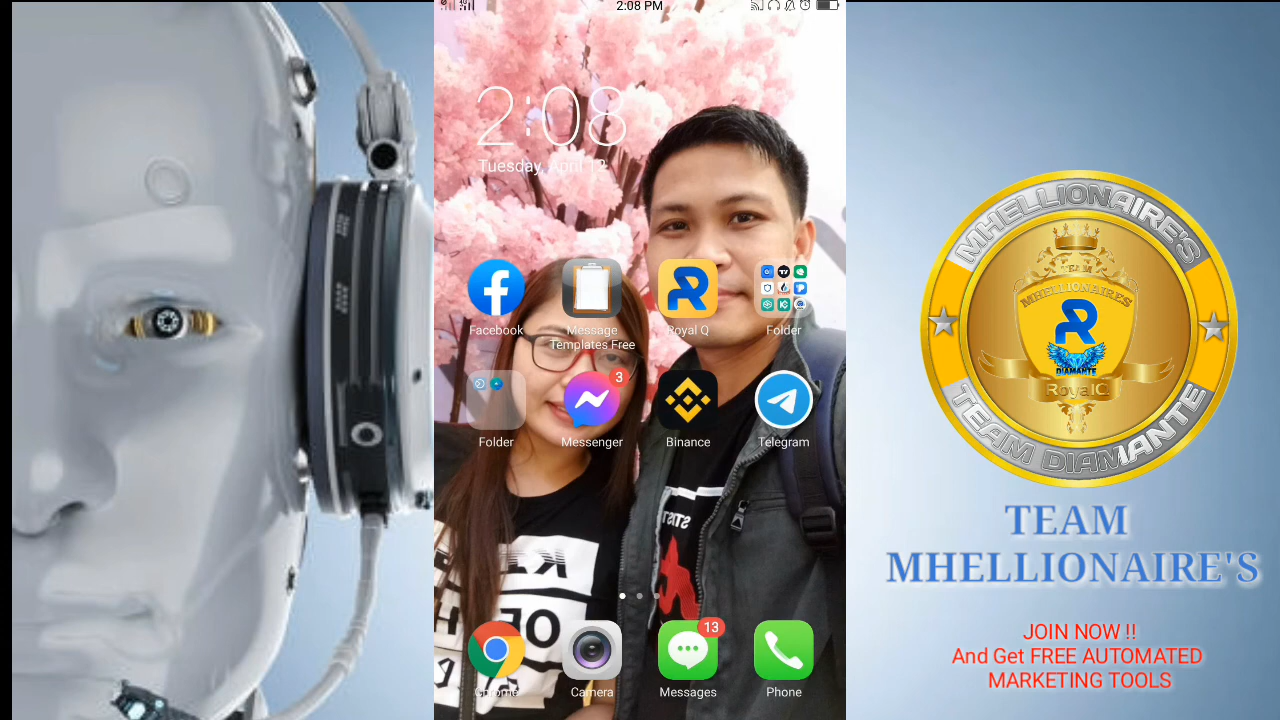 2:08 PM
2:08
Tuesday, April 12
Facebook
Message
Templates Free
Royal Q
Folder
Folder
3
Messenger
Binance
Telegram
13
Chrome
Camera
Messages
Phone
MHELLIONAIRE'S
TEAM
MHELLIONAIRES
DIAMANTE
RoyalQ
TEAM DIAMANTE
TEAM
MHELLIONAIRE'S
JOIN NOW !!
And Get FREE AUTOMATED
MARKETING TOOLS